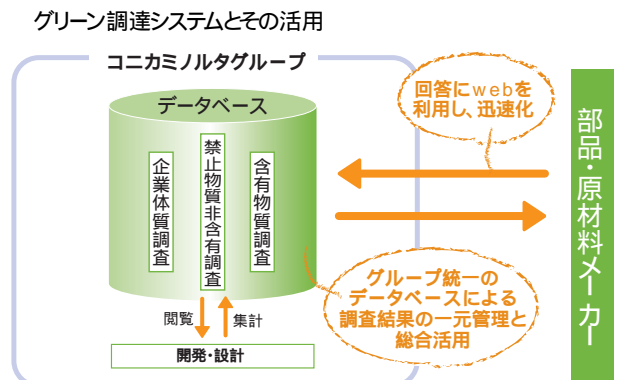 グリーン調達システムとその活用
コニカミノルタグループ
データベース
企業体質調査
禁止物質非含有調査
含有物質調査
閲覧
集計
開発・設計
回答にwebを
利用し、迅速化
グループ統一の
データベースによる
調査結果の一元管理と
総合活用
部品・原材料メーカー